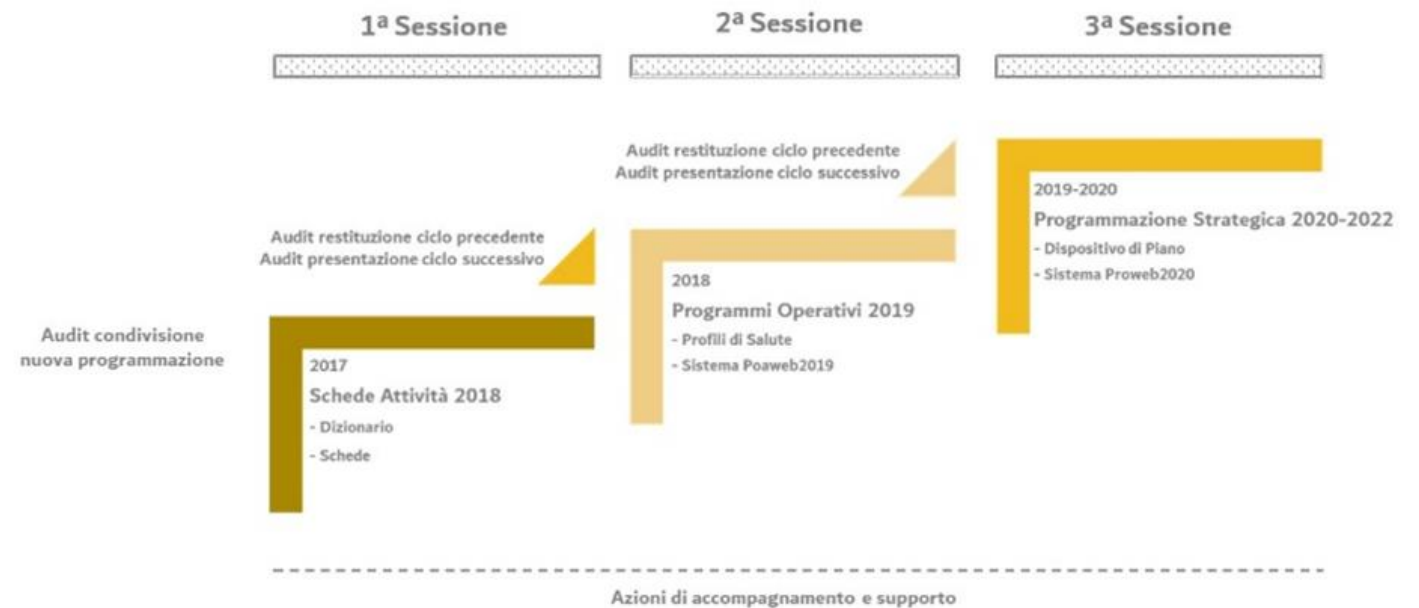 1ª Sessione
2ª Sessione
3ª Sessione
Audit condivisione
nuova programmazione
Audit restituzione ciclo precedente
Audit presentazione ciclo successivo
2017
Schede Attività 2018
- Dizionario
- Schede
Audit restituzione ciclo precedente
Audit presentazione ciclo successivo
2018
Programmi Operativi 2019
- Profili di Salute
- Sistema Poaweb2019
2019-2020
Programmazione Strategica 2020-2022
- Dispositivo di Piano
- Sistema Proweb2020
Azioni di accompagnamento e supporto